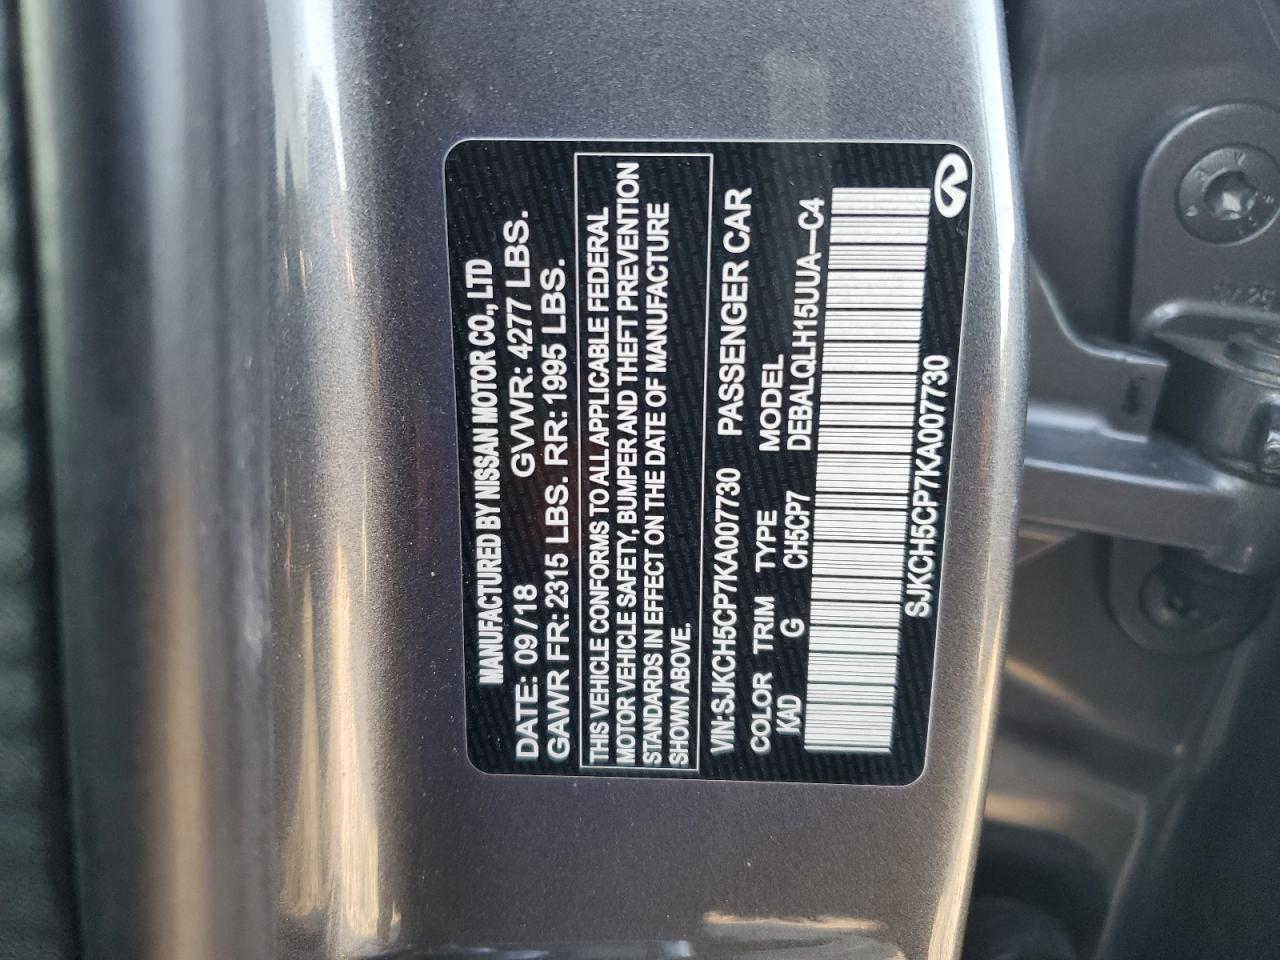 MANUFACTURED BY NISSAN MOTOR CO., LTD
DATE: 09 /18 GVWR: 4277 LBS.
GAWR FR: 2315 LBS. RR: 1995 LBS.
THIS VEHICLE CONFORMS TO ALL APPLICABLE FEDERAL
MOTOR VEHICLE SAFETY, BUMPER AND THEFT PREVENTION
STANDARDS IN EFFECT ON THE DATE OF MANUFACTURE
SHOWN ABOVE.
VIN:SJKCH5CP7KA007730 PASSENGER CAR
COLOR TRIM TYPE MODEL
KAD G CH5CP7 DEBALQLH15UUA-C4
SJKCH5CP7KA007730